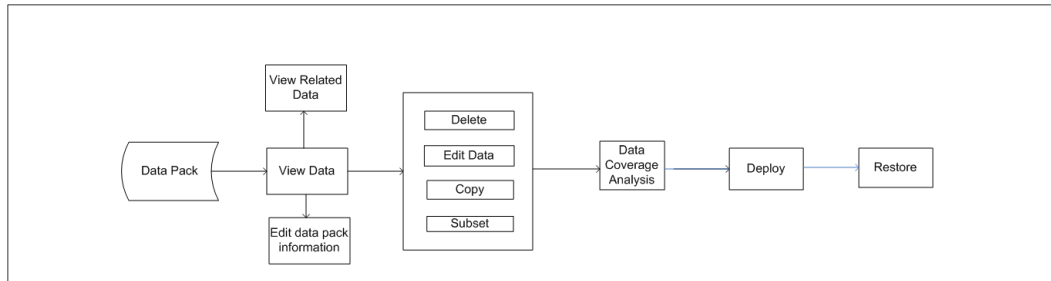 View Related
Data
Data Pack
View Data
Edit data pack
information
Delete
Edit Data
Copy
Subset
Data
Coverage
Analysis
Deploy
Restore